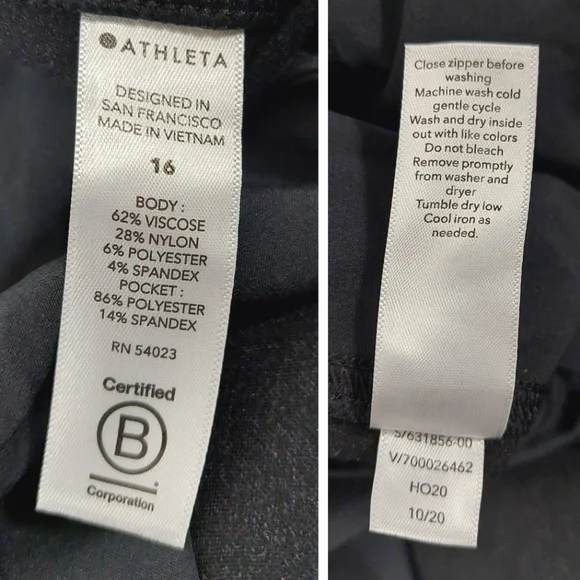 ATHLETA
DESIGNED IN
SAN FRANCISCO
MADE IN VIETNAM
16
BODY :
62% VISCOSE
28% NYLON
6% POLYESTER
4% SPANDEX
POCKET :
86% POLYESTER
14% SPANDEX
RN 54023
Certified
B
Corporation
Close zipper before
washing
Machine wash cold
gentle cycle
Wash and dry inside
out with like colors
Do not bleach
Remove promptly
from washer and
dryer
Tumble dry low
Cool iron as
needed.
S/631856-00
V/700026462
HO20
10/20